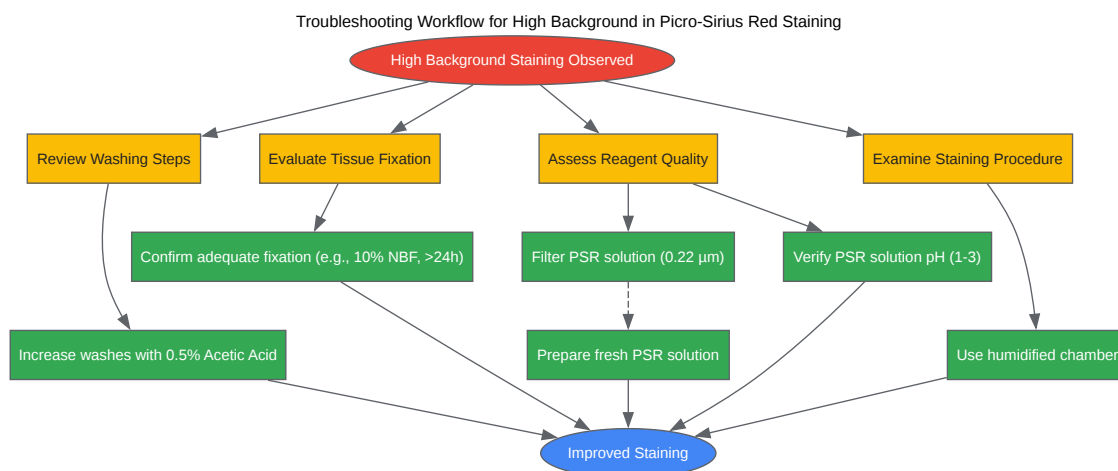 Troubleshooting Workflow for High Background in Picro-Sirius Red Staining
High Background Staining Observed
Review Washing Steps
Evaluate Tissue Fixation
Assess Reagent Quality
Examine Staining Procedure
Confirm adequate fixation (e.g., 10% NBF, >24h)
Filter PSR solution (0.22 µm)
Verify PSR solution pH (1-3)
Increase washes with 0.5% Acetic Acid
Prepare fresh PSR solution
Use humidified chamber
Improved Staining